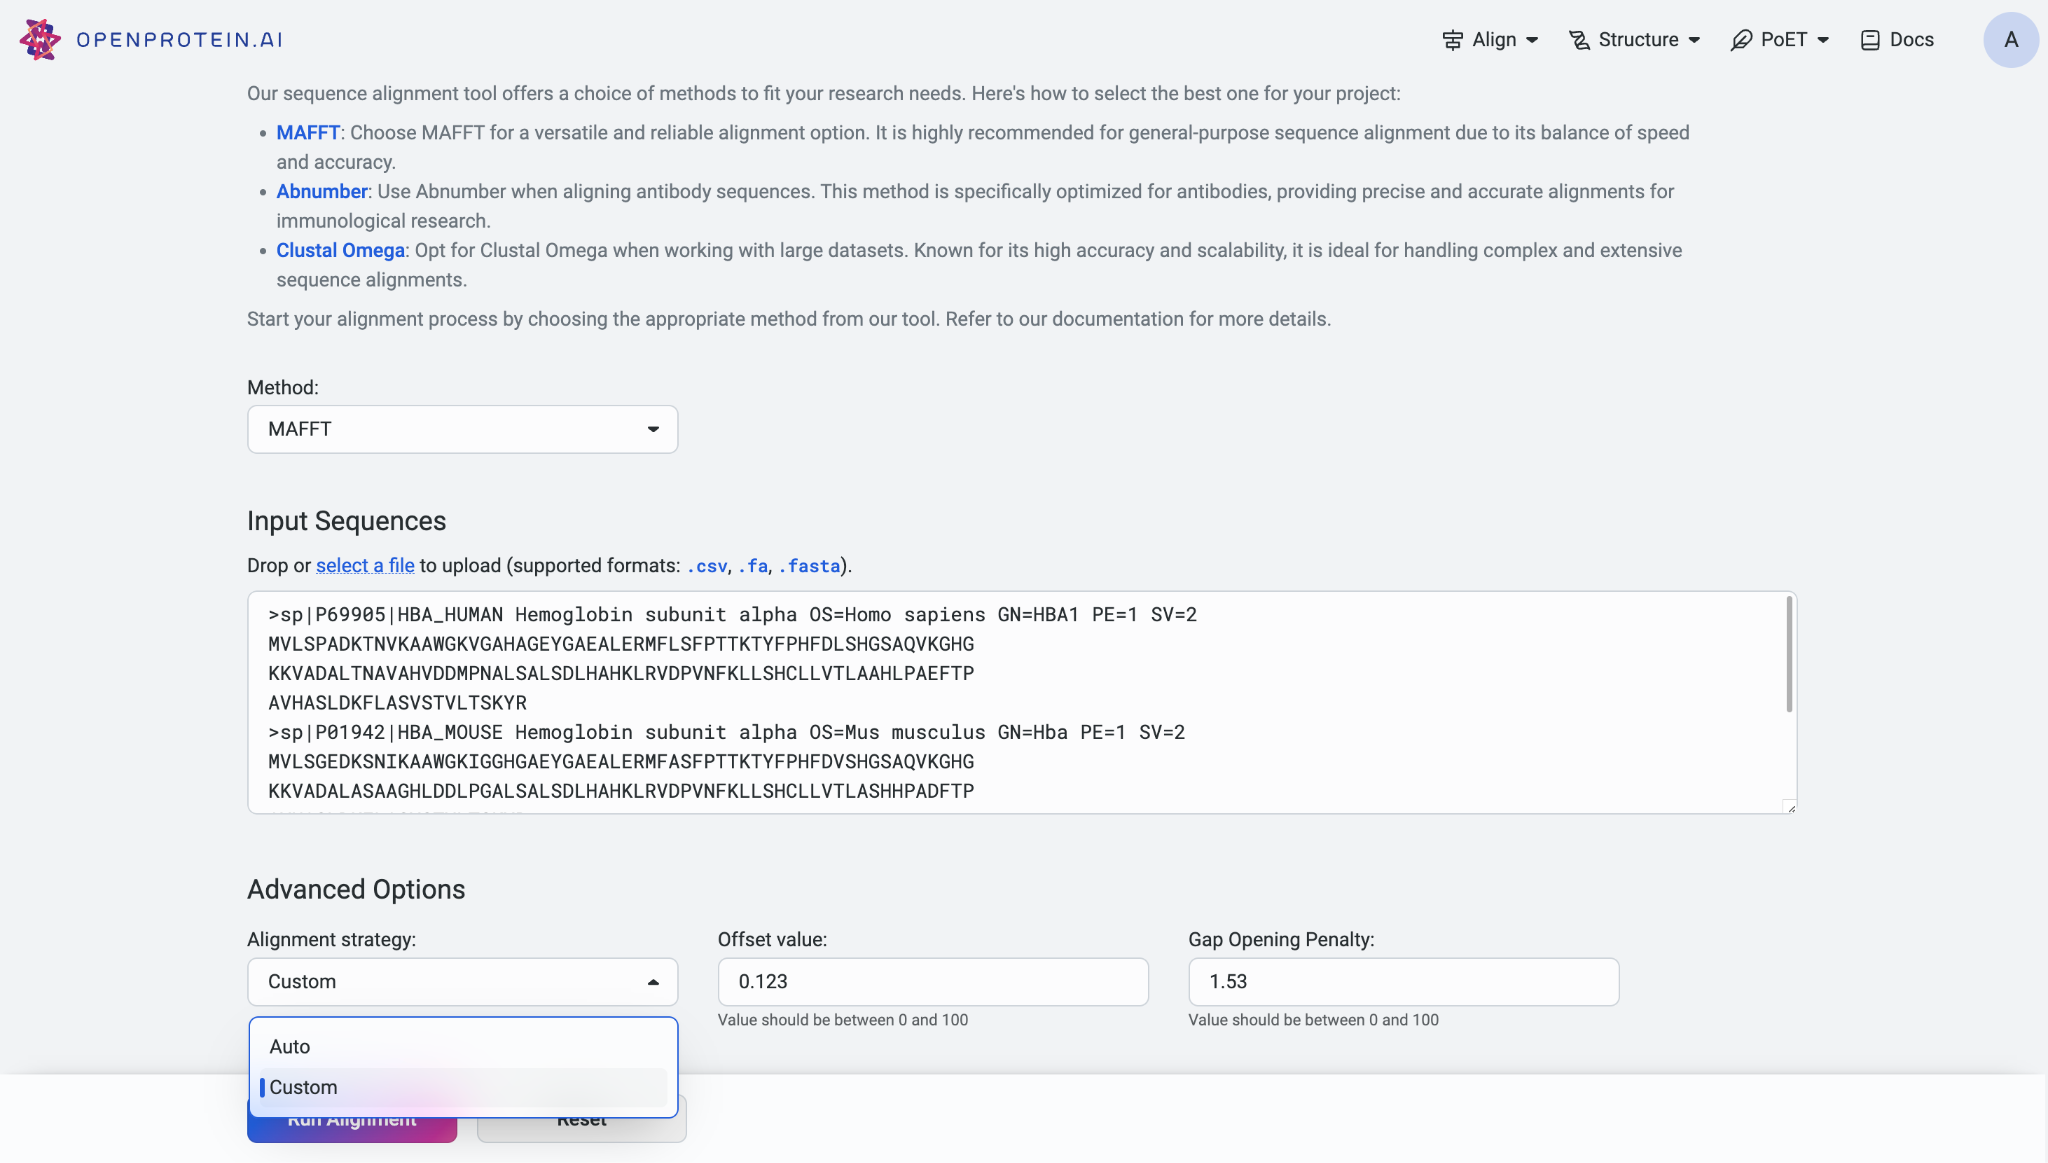 OPENPROTEIN.AI
Align
Structure
PoET
Docs
A
Our sequence alignment tool offers a choice of methods to fit your research needs. Here's how to select the best one for your project:
MAFFT: Choose MAFFT for a versatile and reliable alignment option. It is highly recommended for general-purpose sequence alignment due to its balance of speed
and accuracy.
Abnumber: Use Abnumber when aligning antibody sequences. This method is specifically optimized for antibodies, providing precise and accurate alignments for
immunological research.
Clustal Omega: Opt for Clustal Omega when working with large datasets. Known for its high accuracy and scalability, it is ideal for handling complex and extensive
sequence alignments.
Start your alignment process by choosing the appropriate method from our tool. Refer to our documentation for more details.
Method:
MAFFT
Input Sequences
Drop or select a file to upload (supported formats: .csv, .fa, .fasta).
>sp|P69905|HBA_HUMAN Hemoglobin subunit alpha OS=Homo sapiens GN=HBA1 PE=1 SV=2
MVLSPADKTNVKAAWGKVGAHAGEYGAEALERMFLSFPTTKTYFPHFDLSHGSAQVKGHG
KKVADALTNAVAHVDDMPNALSALSDLHAHKLRVDPVNFKLLSHCLLVTLAAHLPAEFTP
AVHASLDKFLASVSTVLTSKYR
>sp|P01942|HBA_MOUSE Hemoglobin subunit alpha OS=Mus musculus GN=Hba PE=1 SV=2
MVLSGEDKSNIKAAWGKIGGHGAEYGAEALERMFASFPTTKTYFPHFDVSHGSAQVKGHG
KKVADALASAAGHLDDLPGALSALSDLHAHKLRVDPVNFKLLSHCLLVTLASHHPADFTP
Advanced Options
Alignment strategy:
Custom
Offset value:
0.123
Value should be between 0 and 100
Gap Opening Penalty:
1.53
Value should be between 0 and 100
Auto
Custom
Run Alignment
Reset